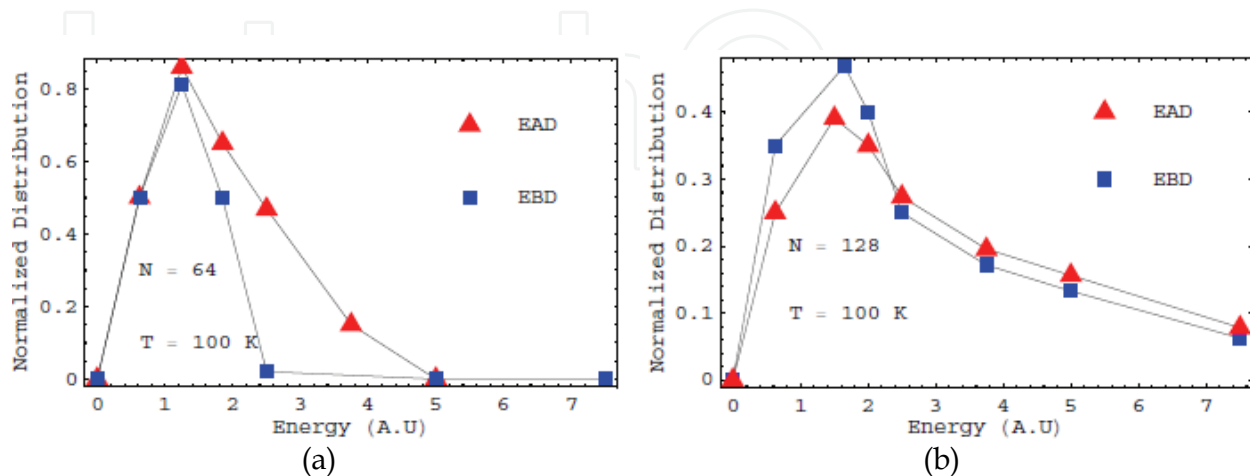 Normalized Distribution
0.8
0.6
0.4
0.2
0
EAD
EBD
N = 64
T = 100 K
0 1 2 3 4 5 6 7
Energy (A.U)
(a)
Normalized Distribution
0.4
0.3
0.2
0.1
0
EAD
EBD
N = 128
T = 100 K
0 1 2 3 4 5 6 7
Energy (A.U)
(b)